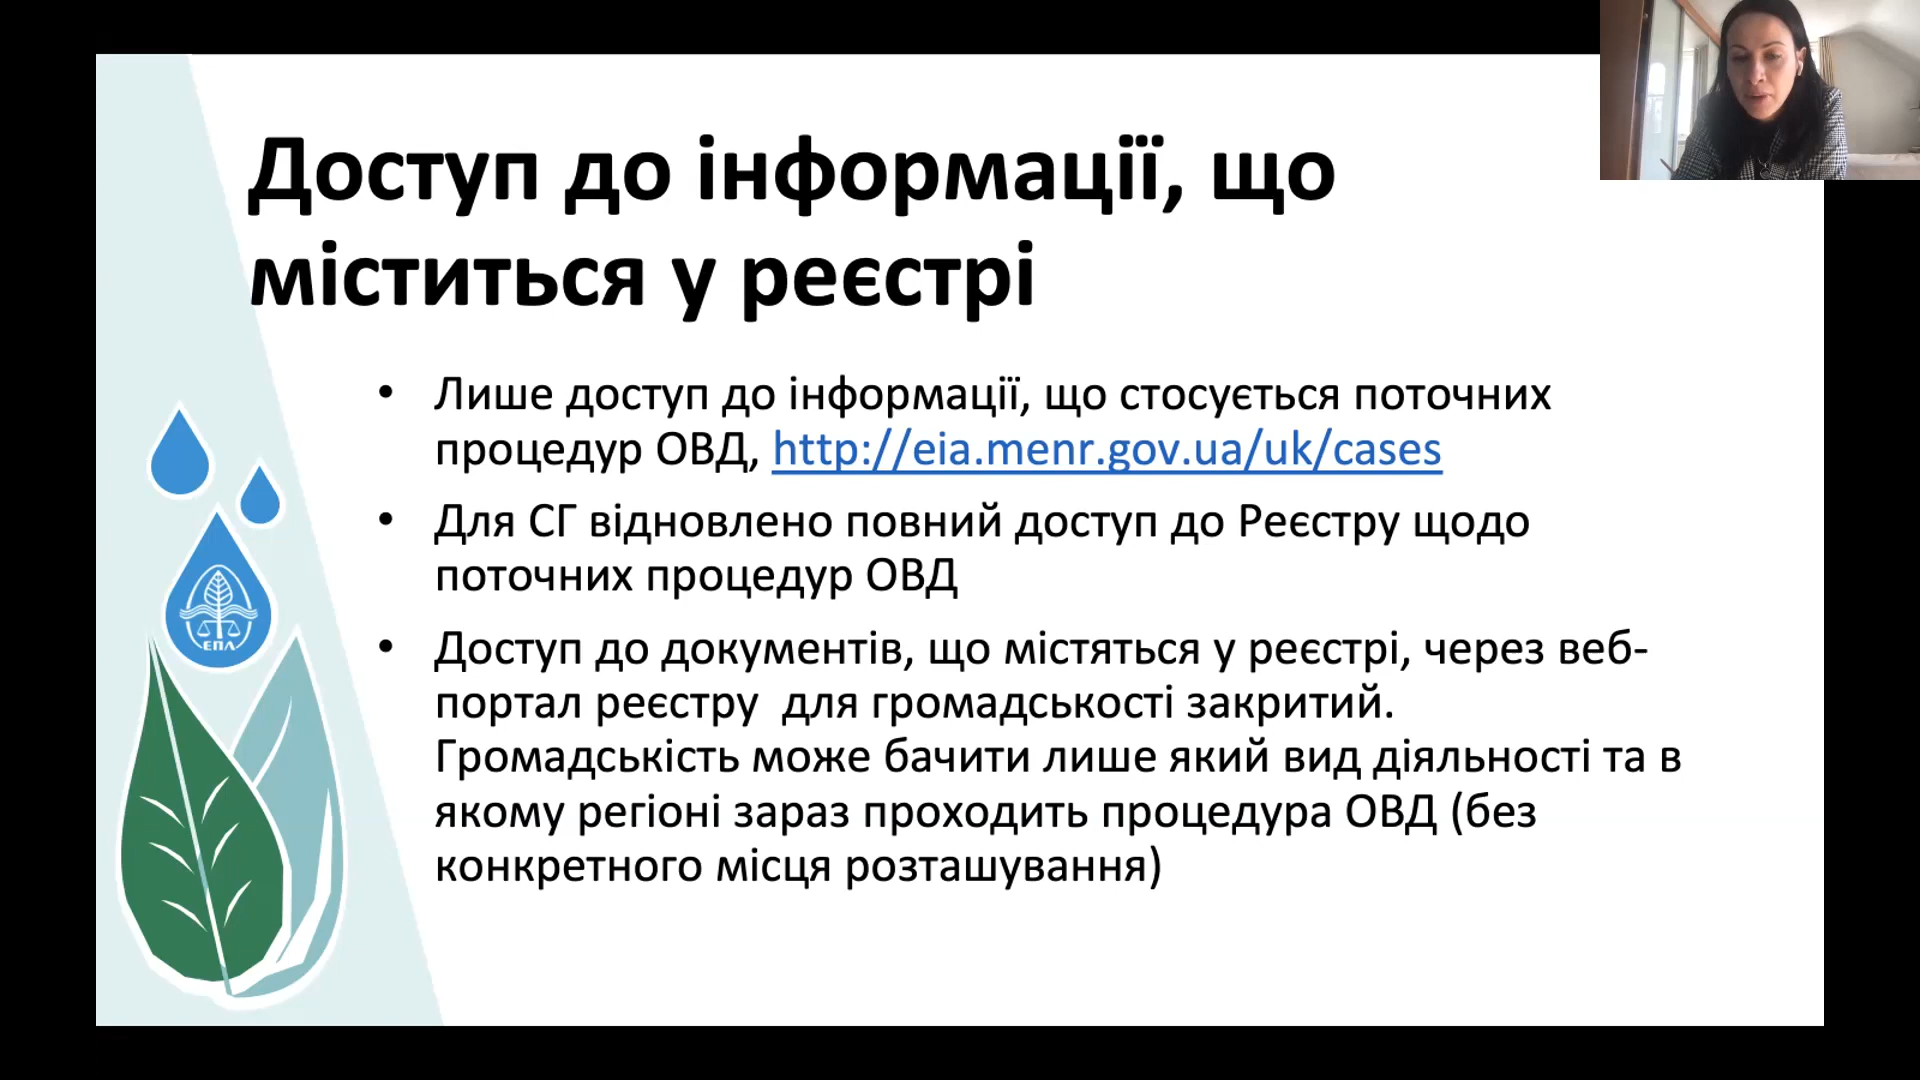 Доступ до інформації, що
міститься у реєстрі
• Лише доступ до інформації, що стосується поточних
процедур ОВД, http://eia.menr.gov.ua/uk/cases
• Для СГ відновлено повний доступ до Реєстру щодо
поточних процедур ОВД
• Доступ до документів, що містяться у реєстрі, через веб-
портал реєстру для громадськості закритий.
Громадськість може бачити лише який вид діяльності та в
якому регіоні зараз проходить процедура ОВД (без
конкретного місця розташування)
ЕПЛ